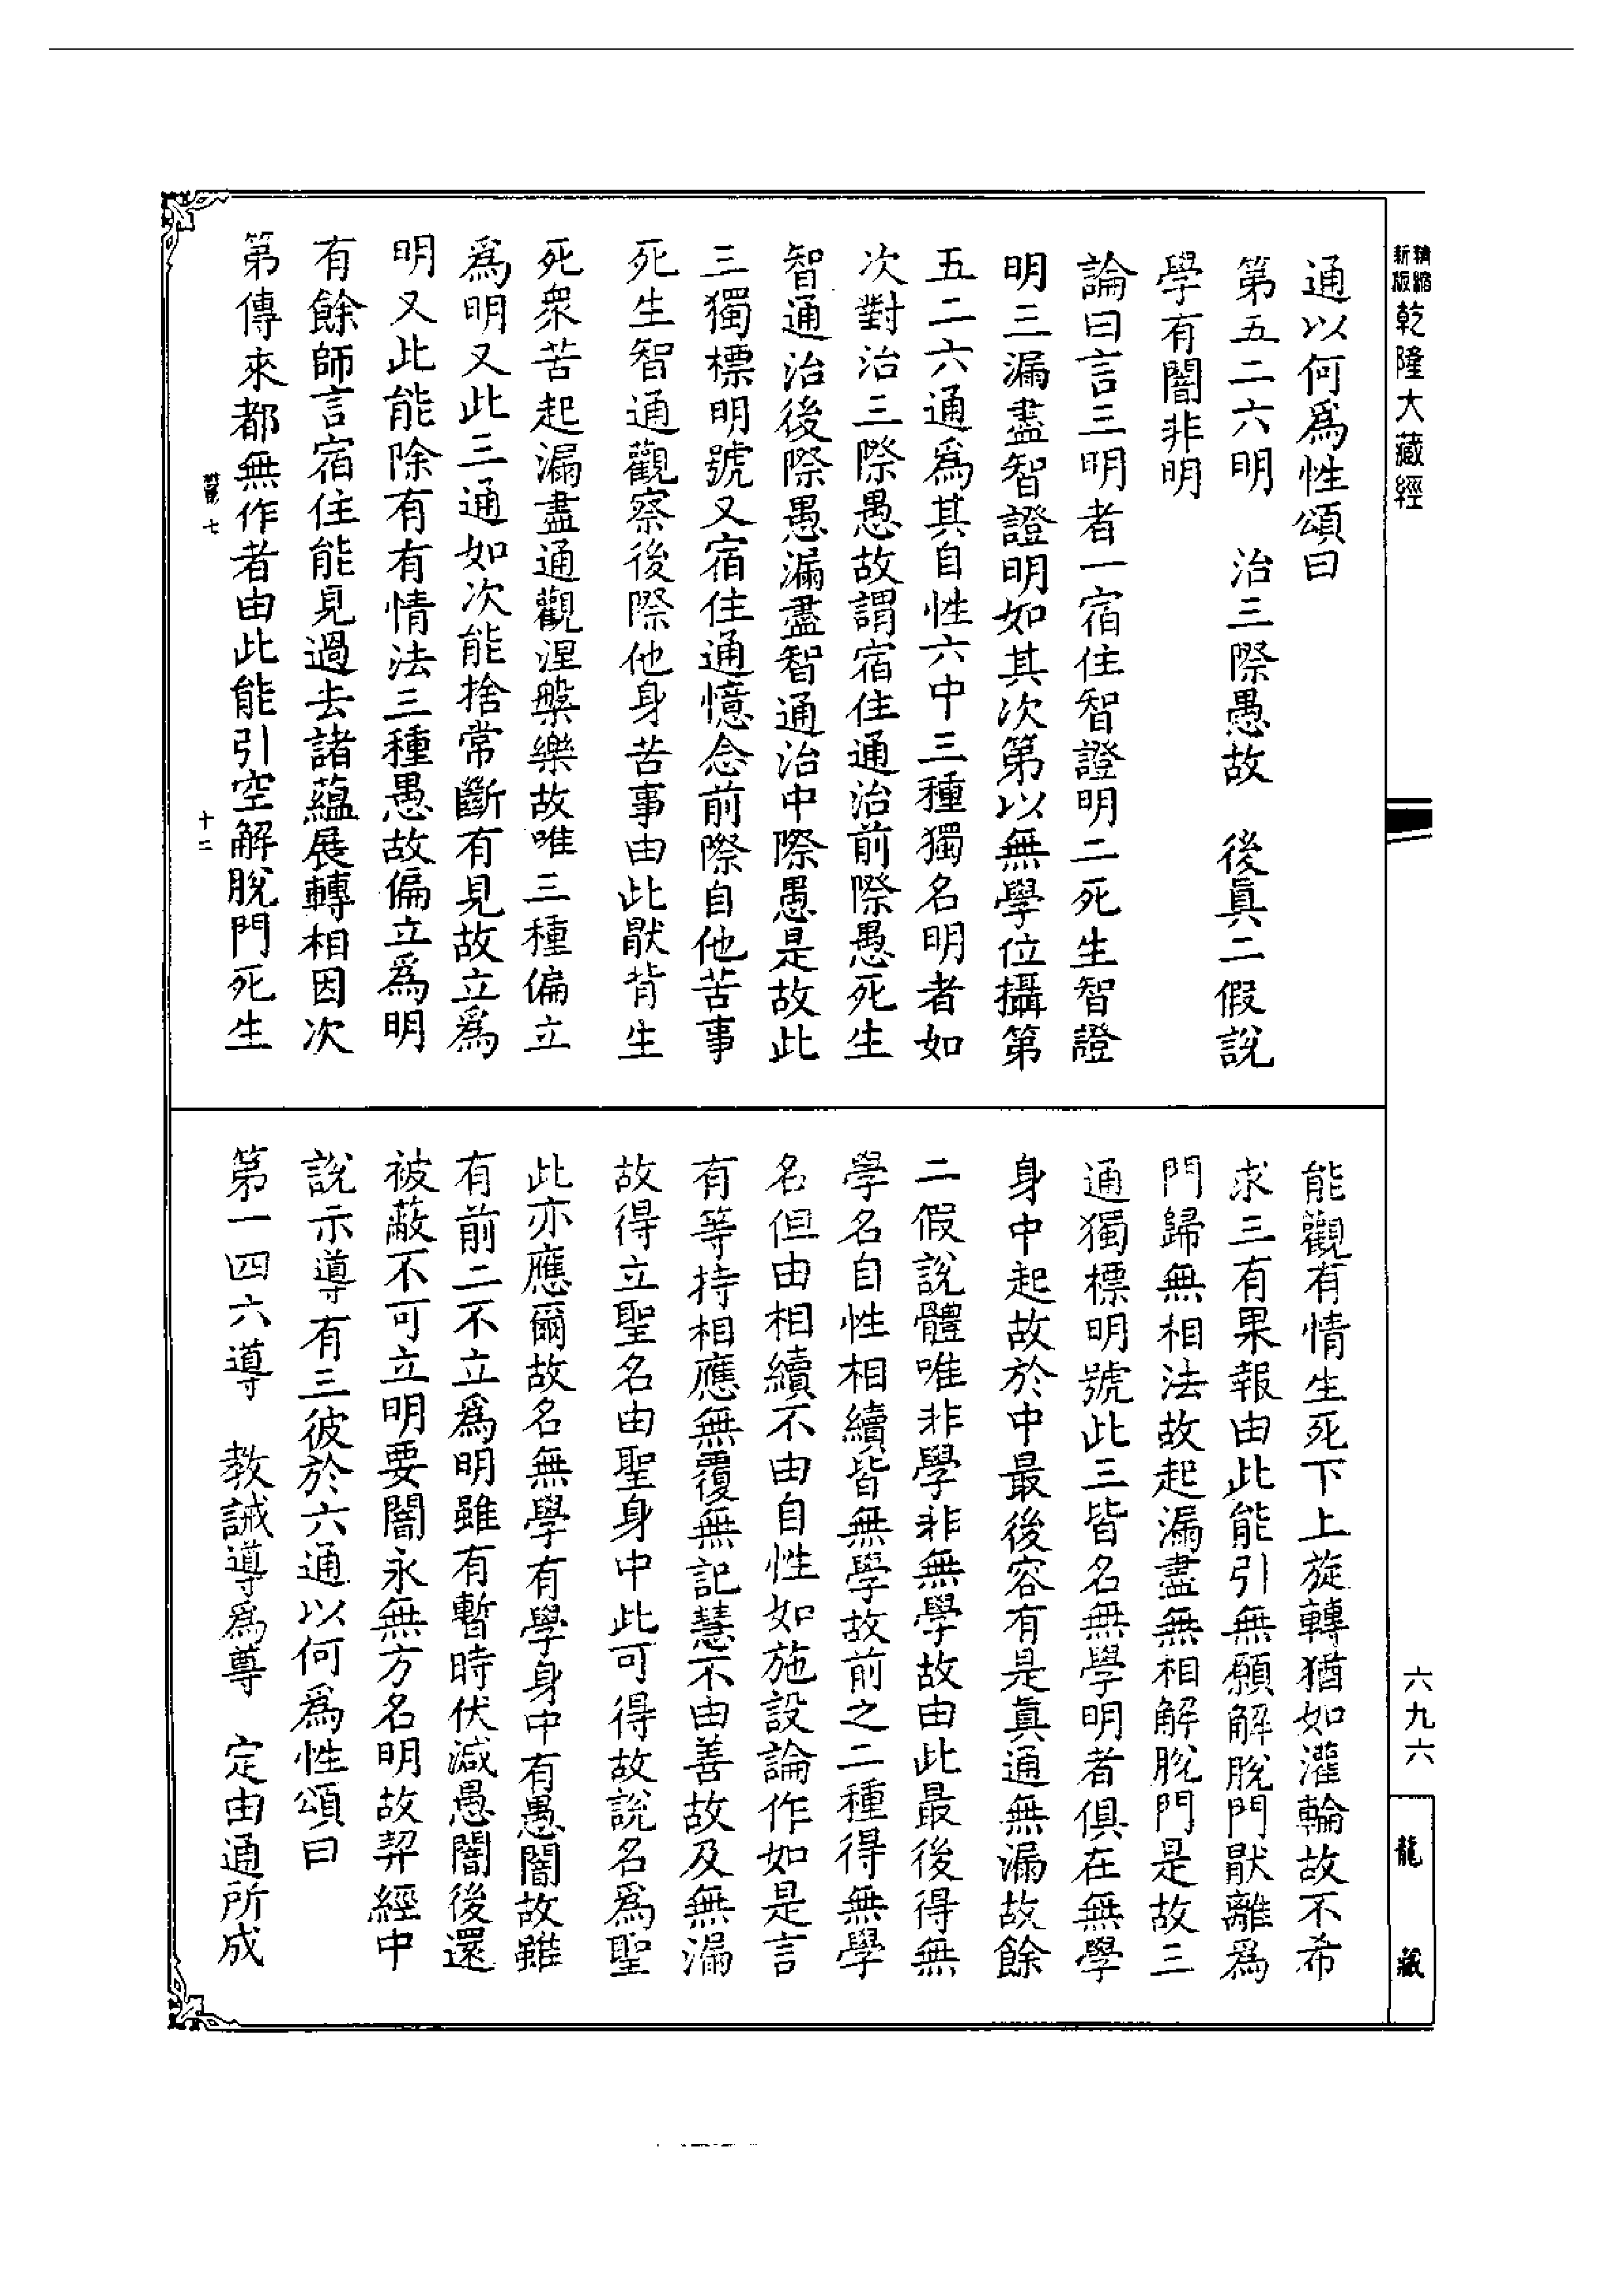 精縮
新版
乾隆大藏經
六九六
龍藏
通以何爲性頌曰
第五二六明　治三際愚故　後真二假說
學有闇非明
論曰言三明者一宿住智證明二死生智證
明三漏盡智證明如其次第以無學位攝第
五二六通爲其自性六中三種獨名明者如
次對治三際愚故謂宿住通治前際愚死生
智通治後際愚漏盡智通治中際愚是故此
三獨標明號又宿住通憶念前際自他苦事
死生智通觀察後際他身苦事由此厭背生
死衆苦起漏盡通觀涅槃樂故唯三種偏立
爲明又此三通如次能捨常斷有見故立爲
明又此能除有有情法三種愚故偏立爲明
有餘師言宿住能見過去諸蘊展轉相因次
第傳來都無作者由此能引空解脫門死生
七　十二
能觀有情生死下上旋轉猶如灌輪故不希
求三有果報由此能引無願解脫門厭離爲
門歸無相法故起漏盡無相解脫門是故三
通獨標明號此三皆名無學明者俱在無學
身中起故於中最後容有是真通無漏故餘
二假說體唯非學非無學故由此最後得無
學名自性相續皆無學故前之二種得無學
名但由相續不由自性如施設論作如是言
有等持相應無覆無記慧不由善故及無漏
故得立聖名由聖身中此可得故說名爲聖
此亦應爾故名無學有學身中有愚闇故雖
有前二不立爲明雖有暫時伏滅愚闇後還
被蔽不可立明要闇永無方名明故契經中
說示導有三彼於六通以何爲性頌曰
第一四六導　教誡導爲尊　定由通所成